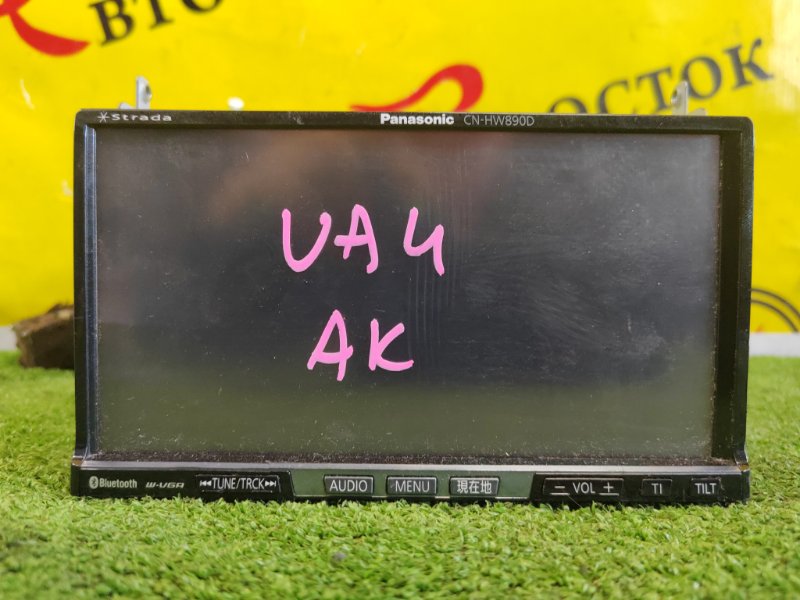 ВТО ОСТОК
Strada Panasonic CN-HW890D
UA4
AK
Bluetooth W-VGA TUNE/TRCK AUDIO MENU 現在地 VOL TI TILT